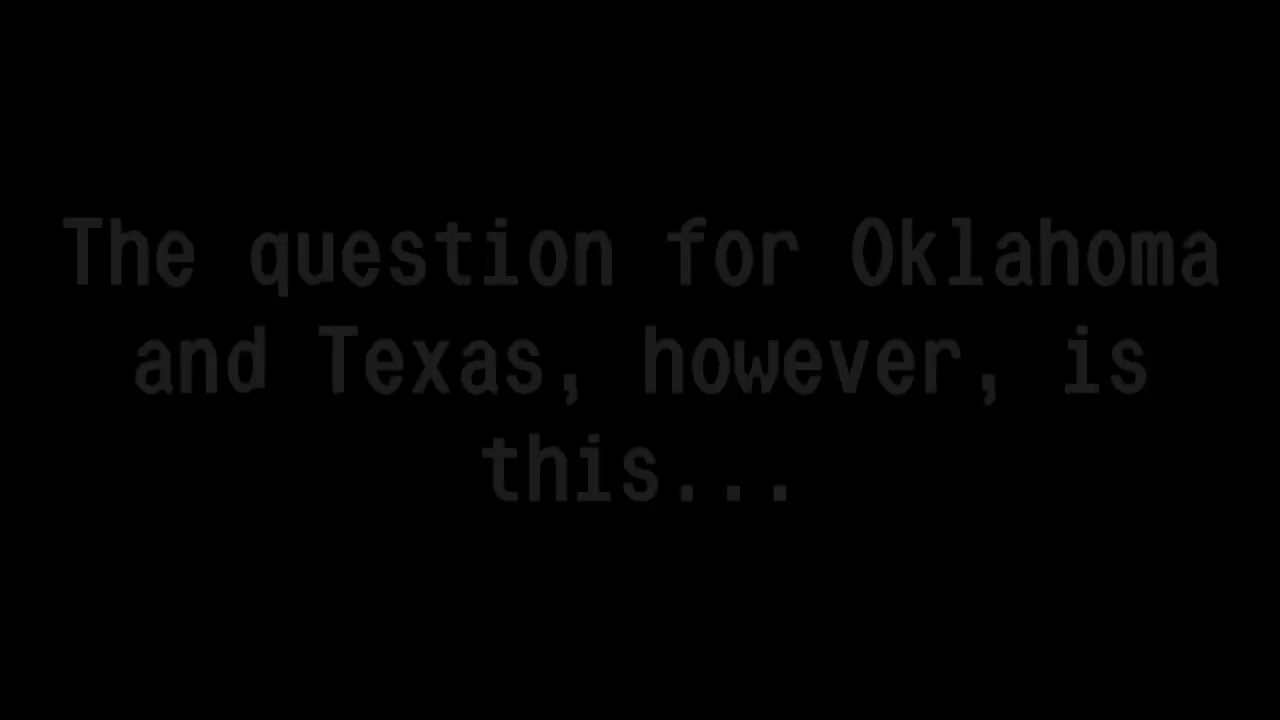 The question for Oklahoma
and Texas, however, is
this...